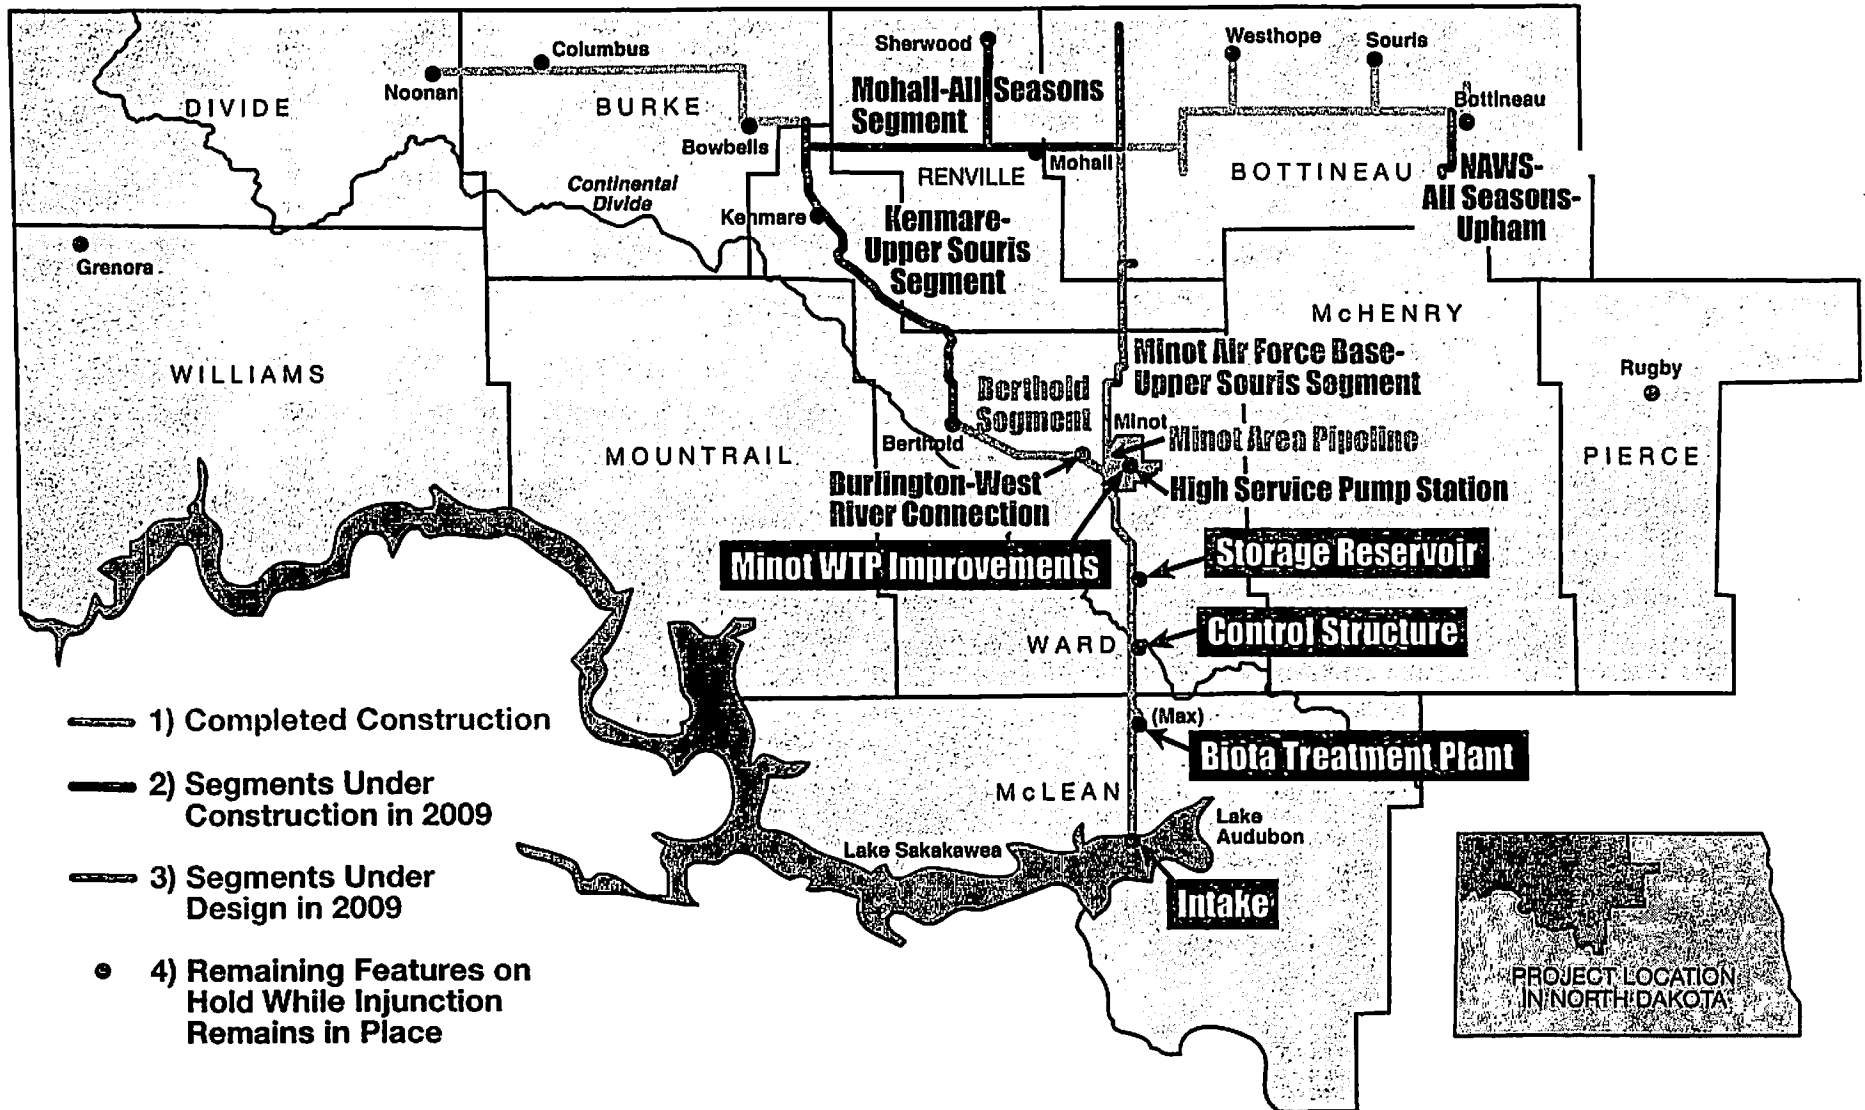 Columbus
Noonan
DIVIDE
BURKE
Bowbells
Sherwood
Mohall-All Seasons
Segment
Mohall
RENVILLE
Westhope
Souris
Bottineau
BOTTINEAU
NAWS-
All Seasons-
Upham
Continental
Divide
Kenmare
Kenmare-
Upper Souris
Segment
Grenora
WILLIAMS
McHENRY
Minot Air Force Base-
Upper Souris Segment
Rugby
PIERCE
Berthold
Segment
Berthold
Minot
Minot Area Pipeline
MOUNTRAIL
Burlington-West
River Connection
High Service Pump Station
Minot WTP Improvements
Storage Reservoir
WARD
Control Structure
(Max)
Biota Treatment Plant
McLEAN
Lake
Audubon
Lake Sakakawea
Intake
1) Completed Construction
2) Segments Under
Construction in 2009
3) Segments Under
Design in 2009
4) Remaining Features on
Hold While Injunction
Remains in Place
PROJECT LOCATION
IN NORTH DAKOTA